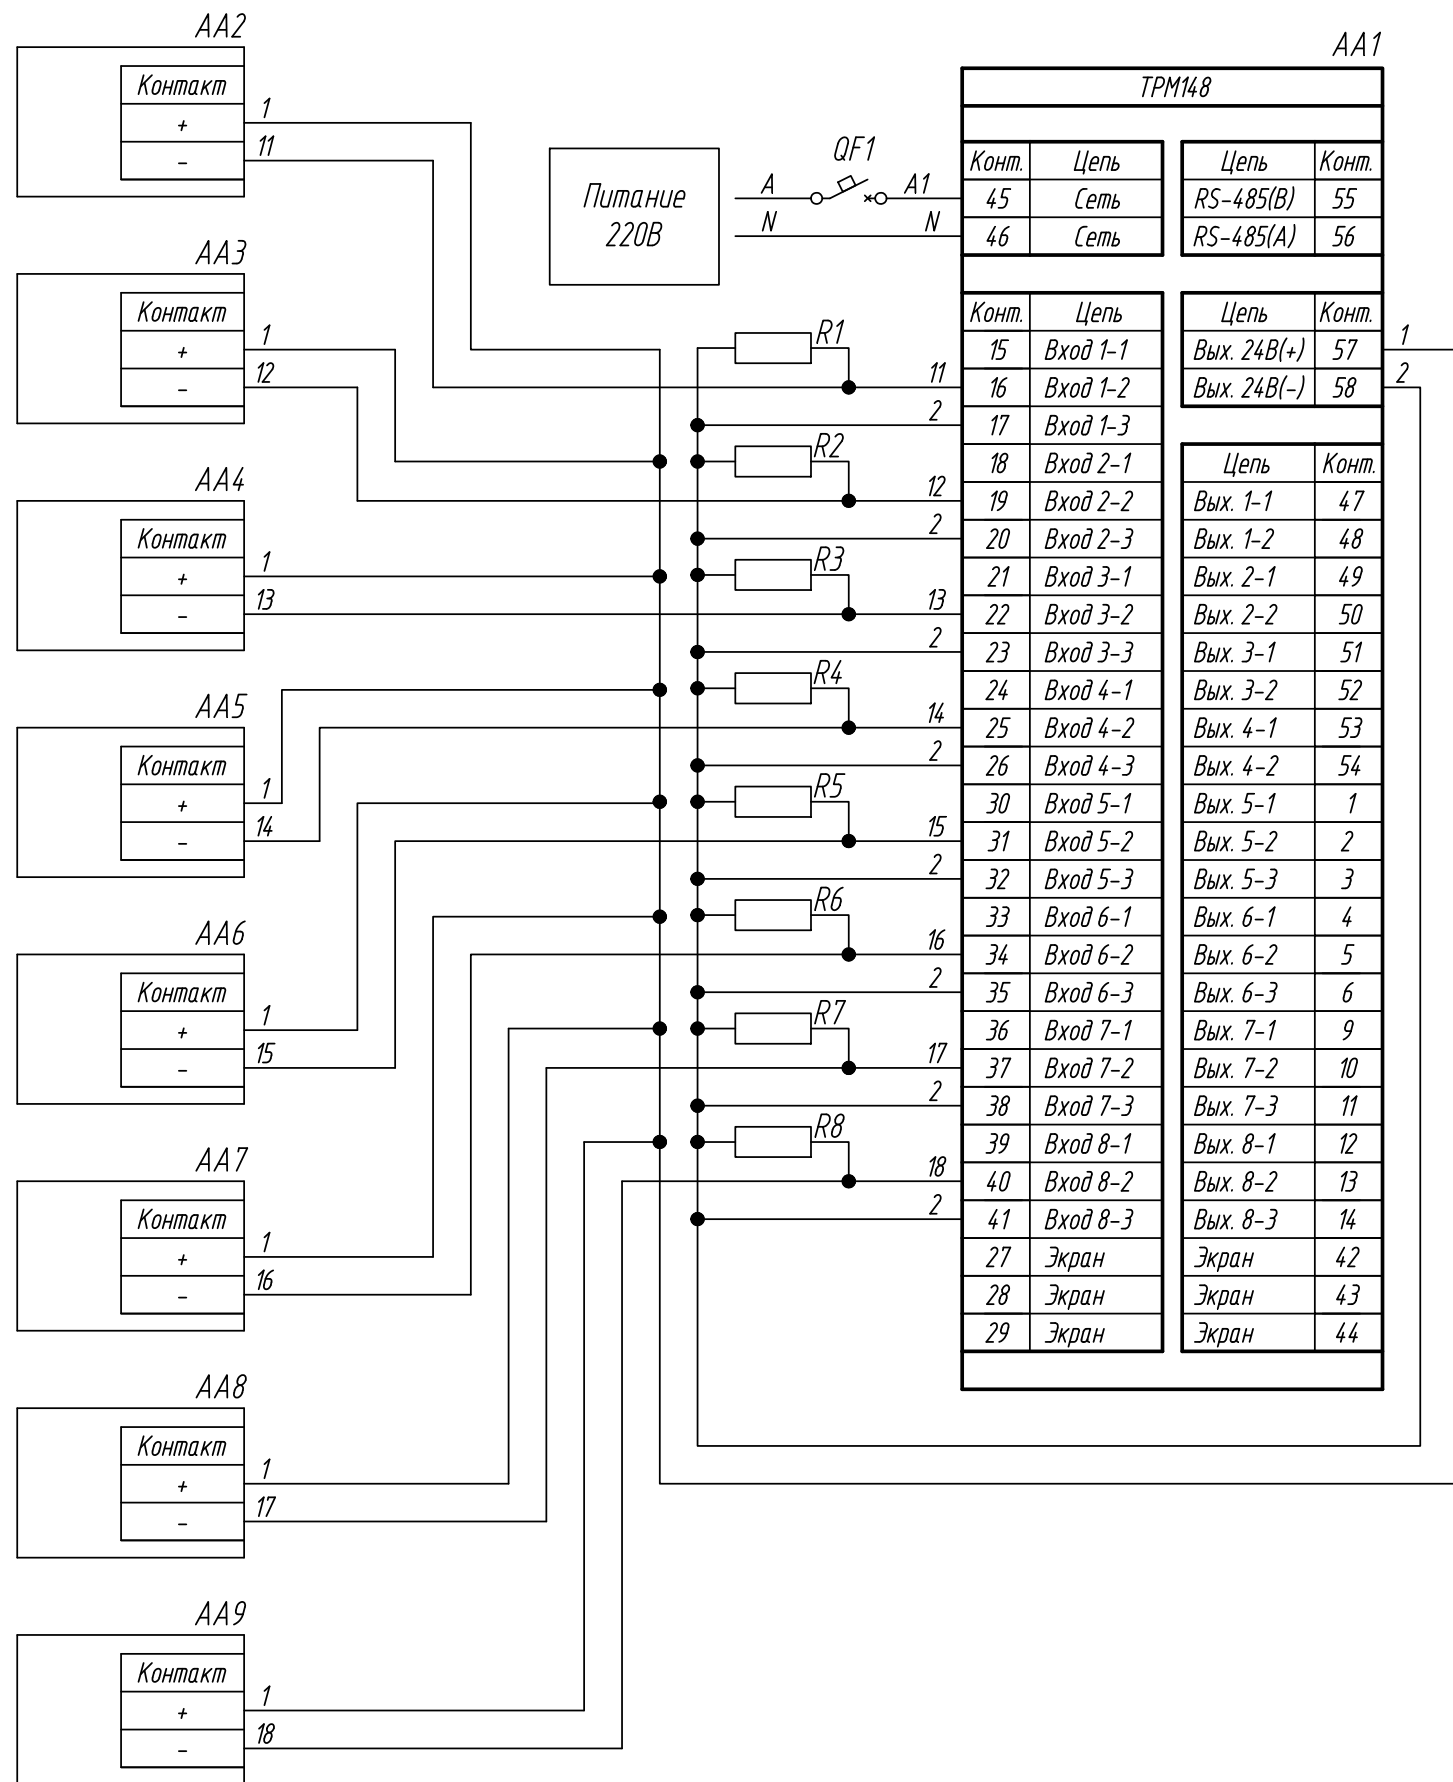 АА2
Контакт
+
-
1
11
АА3
Контакт
+
-
1
12
АА4
Контакт
+
-
1
13
АА5
Контакт
+
-
1
14
АА6
Контакт
+
-
1
15
АА7
Контакт
+
-
1
16
АА8
Контакт
+
-
1
17
АА9
Контакт
+
-
1
18
Питание
220В
QF1
A A1
N N
R1
11
2
R2
12
2
R3
13
2
R4
14
2
R5
15
2
R6
16
2
R7
17
2
R8
18
2
АА1
ТРМ148
Конт. Цепь Цепь Конт.
45 Сеть RS-485(B) 55
46 Сеть RS-485(A) 56
Конт. Цепь Цепь Конт.
15 Вход 1-1 Вых. 24В(+) 57 1
16 Вход 1-2 Вых. 24В(-) 58 2
17 Вход 1-3
18 Вход 2-1 Цепь Конт.
19 Вход 2-2 Вых. 1-1 47
20 Вход 2-3 Вых. 1-2 48
21 Вход 3-1 Вых. 2-1 49
22 Вход 3-2 Вых. 2-2 50
23 Вход 3-3 Вых. 3-1 51
24 Вход 4-1 Вых. 3-2 52
25 Вход 4-2 Вых. 4-1 53
26 Вход 4-3 Вых. 4-2 54
30 Вход 5-1 Вых. 5-1 1
31 Вход 5-2 Вых. 5-2 2
32 Вход 5-3 Вых. 5-3 3
33 Вход 6-1 Вых. 6-1 4
34 Вход 6-2 Вых. 6-2 5
35 Вход 6-3 Вых. 6-3 6
36 Вход 7-1 Вых. 7-1 9
37 Вход 7-2 Вых. 7-2 10
38 Вход 7-3 Вых. 7-3 11
39 Вход 8-1 Вых. 8-1 12
40 Вход 8-2 Вых. 8-2 13
41 Вход 8-3 Вых. 8-3 14
27 Экран Экран 42
28 Экран Экран 43
29 Экран Экран 44